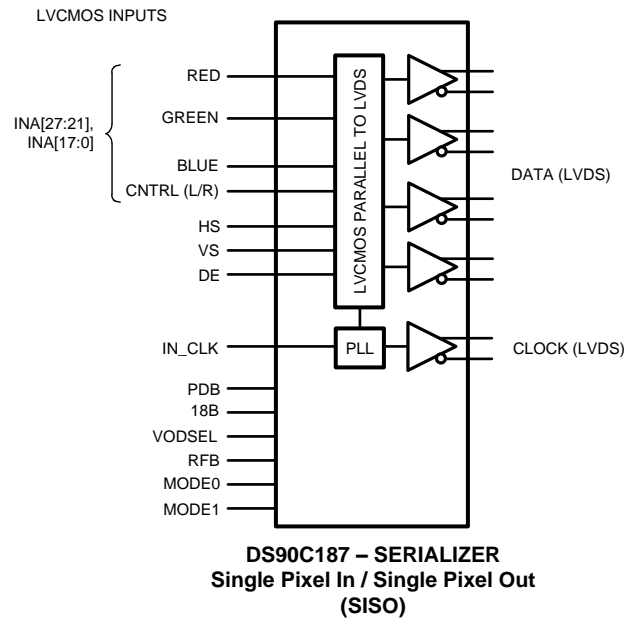 LVCMOS INPUTS
RED
GREEN
INA[27:21],
INA[17:0]
BLUE
CNTRL (L/R)
HS
VS
DE
LVCMOS PARALLEL TO LVDS
DATA (LVDS)
IN_CLK
PLL
CLOCK (LVDS)
PDB
18B
VODSEL
RFB
MODE0
MODE1
DS90C187 – SERIALIZER
Single Pixel In / Single Pixel Out
(SISO)